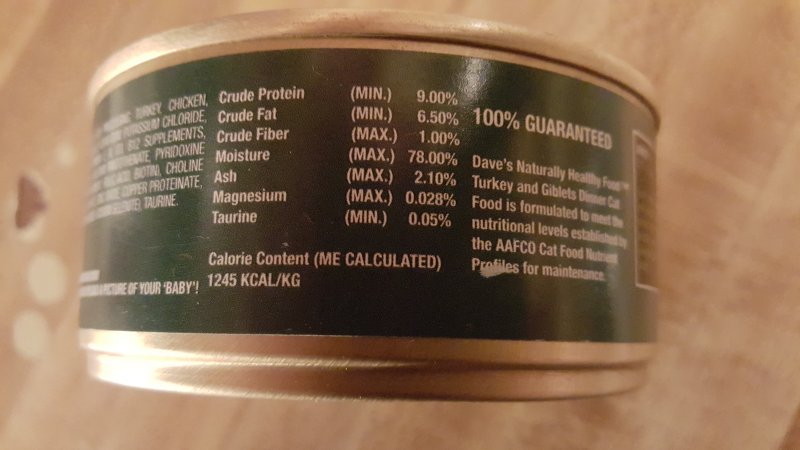 TURKEY, CHICKEN,
POTASSIUM CHLORIDE,
B12 SUPPLEMENTS,
PYRIDOXINE
BIOTIN), CHOLINE
COPPER PROTEINATE,
TAURINE.
PICTURE OF YOUR 'BABY'!
Crude Protein (MIN.) 9.00%
Crude Fat (MIN.) 6.50%
Crude Fiber (MAX.) 1.00%
Moisture (MAX.) 78.00%
Ash (MAX.) 2.10%
Magnesium (MAX.) 0.028%
Taurine (MIN.) 0.05%
Calorie Content (ME CALCULATED)
1245 KCAL/KG
100% GUARANTEED
Dave's Naturally Healthy Food™
Turkey and Giblets Dinner Cat
Food is formulated to meet the
nutritional levels established by
the AAFCO Cat Food Nutrient
Profiles for maintenance.